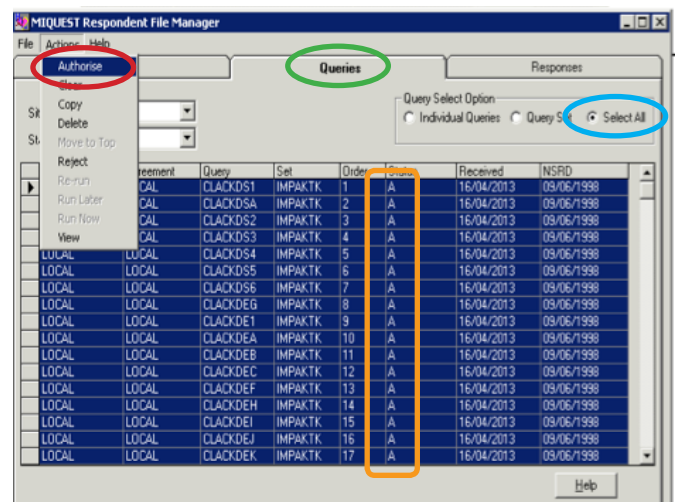 MIQUEST Respondent File Manager
File Actions Help
Authorise
Clear
Copy
Delete
Move to Top
Reject
Re-run
Run Later
Run Now
View
Queries
Responses
Query Select Option
Individual Queries Query Set Select All
Query Set Order Status Received NSRD
CLACKDS1 IMPAKTK 1 A 16/04/2013 09/06/1998
CLACKDSA IMPAKTK 2 A 16/04/2013 09/06/1998
CLACKDS2 IMPAKTK 3 A 16/04/2013 09/06/1998
CLACKDS3 IMPAKTK 4 A 16/04/2013 09/06/1998
LOCAL LOCAL CLACKDS4 IMPAKTK 5 A 16/04/2013 09/06/1998
LOCAL LOCAL CLACKDS5 IMPAKTK 6 A 16/04/2013 09/06/1998
LOCAL LOCAL CLACKDS6 IMPAKTK 7 A 16/04/2013 09/06/1998
LOCAL LOCAL CLACKDEG IMPAKTK 8 A 16/04/2013 09/06/1998
LOCAL LOCAL CLACKDE1 IMPAKTK 9 A 16/04/2013 09/06/1998
LOCAL LOCAL CLACKDEA IMPAKTK 10 A 16/04/2013 09/06/1998
LOCAL LOCAL CLACKDEB IMPAKTK 11 A 16/04/2013 09/06/1998
LOCAL LOCAL CLACKDEC IMPAKTK 12 A 16/04/2013 09/06/1998
LOCAL LOCAL CLACKDEF IMPAKTK 13 A 16/04/2013 09/06/1998
LOCAL LOCAL CLACKDEH IMPAKTK 14 A 16/04/2013 09/06/1998
LOCAL LOCAL CLACKDEI IMPAKTK 15 A 16/04/2013 09/06/1998
LOCAL LOCAL CLACKDEJ IMPAKTK 16 A 16/04/2013 09/06/1998
LOCAL LOCAL CLACKDEK IMPAKTK 17 A 16/04/2013 09/06/1998
Help